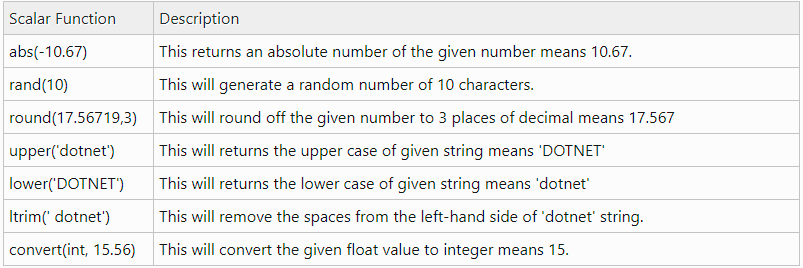 Scalar Function Description
abs(-10.67) This returns an absolute number of the given number means 10.67.
rand(10) This will generate a random number of 10 characters.
round(17.56719,3) This will round off the given number to 3 places of decimal means 17.567
upper('dotnet') This will returns the upper case of given string means 'DOTNET'
lower('DOTNET') This will returns the lower case of given string means 'dotnet'
ltrim(' dotnet') This will remove the spaces from the left-hand side of 'dotnet' string.
convert(int, 15.56) This will convert the given float value to integer means 15.